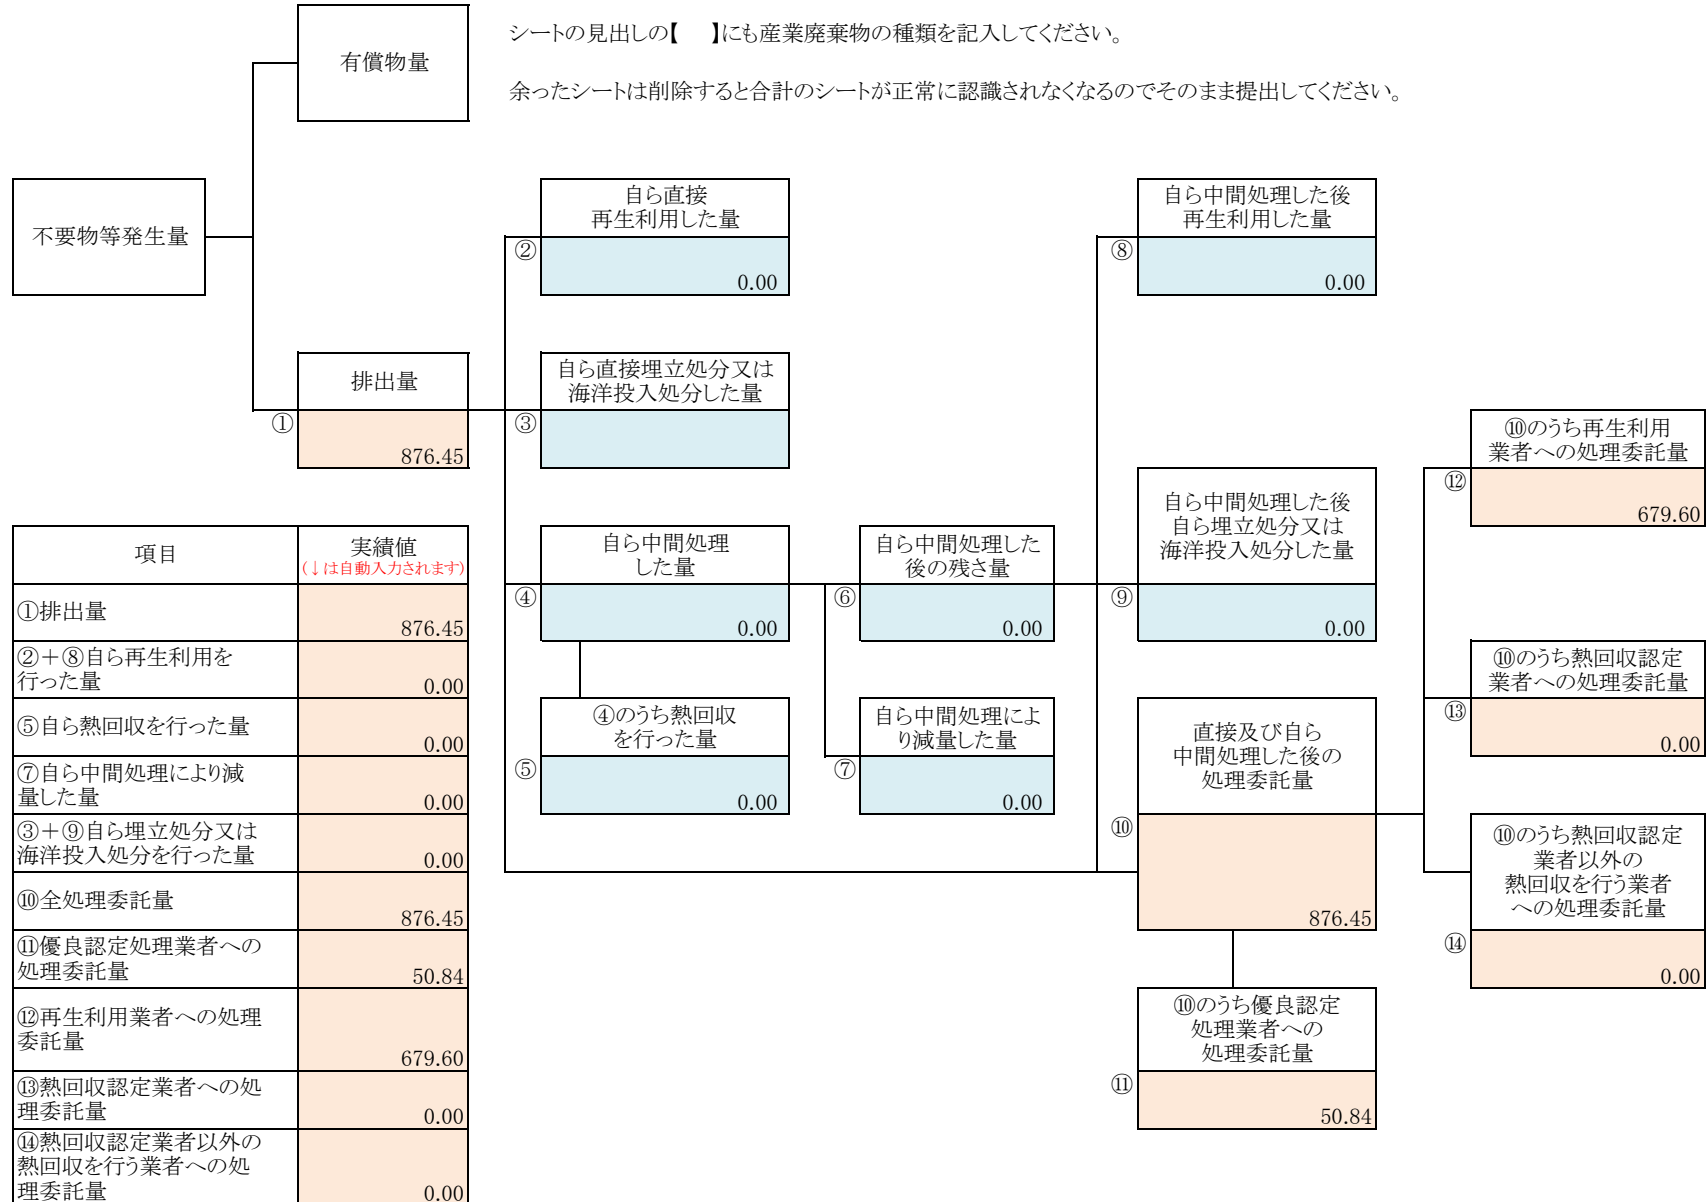 有償物量
シートの見出しの【　】にも産業廃棄物の種類を記入してください。
余ったシートは削除すると合計のシートが正常に認識されなくなるのでそのまま提出してください。
不要物等発生量
自ら直接
再生利用した量
②
0.00
自ら中間処理した後
再生利用した量
⑧
0.00
排出量
①
876.45
自ら直接埋立処分又は
海洋投入処分した量
③
⑩のうち再生利用
業者への処理委託量
⑫
679.60
自ら中間処理
した量
④
0.00
自ら中間処理した
後の残さ量
⑥
0.00
自ら中間処理した後
自ら埋立処分又は
海洋投入処分した量
⑨
0.00
⑩のうち熱回収認定
業者への処理委託量
⑬
0.00
④のうち熱回収
を行った量
⑤
0.00
自ら中間処理によ
り減量した量
⑦
0.00
直接及び自ら
中間処理した後の
処理委託量
⑩
876.45
⑩のうち熱回収認定
業者以外の
熱回収を行う業者
への処理委託量
⑭
0.00
⑩のうち優良認定
処理業者への
処理委託量
⑪
50.84
項目
実績値
(↓は自動入力されます)
①排出量
876.45
②＋⑧自ら再生利用を
行った量
0.00
⑤自ら熱回収を行った量
0.00
⑦自ら中間処理により減
量した量
0.00
③＋⑨自ら埋立処分又は
海洋投入処分を行った量
0.00
⑩全処理委託量
876.45
⑪優良認定処理業者への
処理委託量
50.84
⑫再生利用業者への処理
委託量
679.60
⑬熱回収認定業者への処
理委託量
0.00
⑭熱回収認定業者以外の
熱回収を行う業者への処
理委託量
0.00